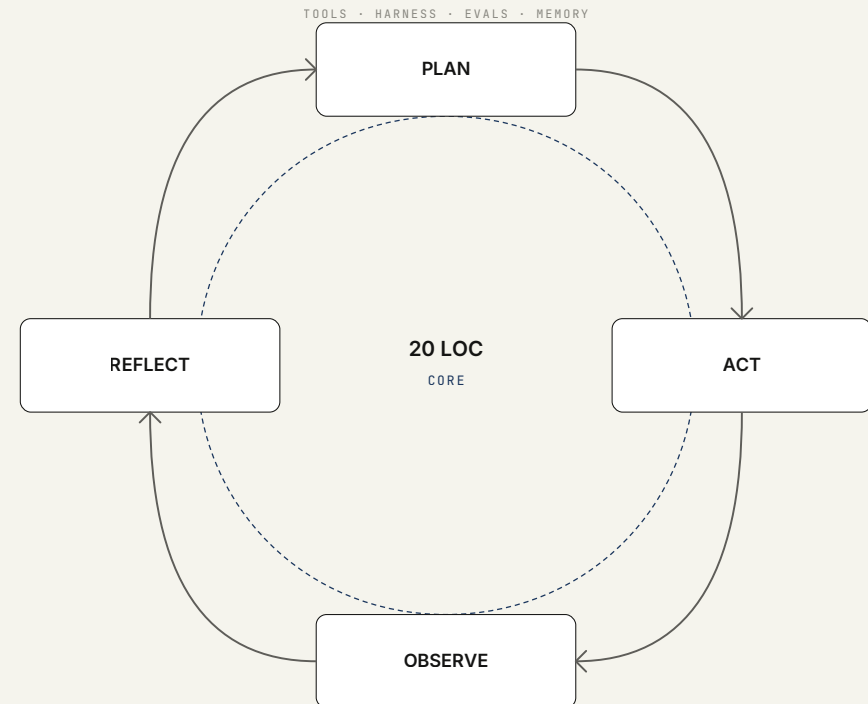 TOOLS · HARNESS · EVALS · MEMORY
PLAN
REFLECT
20 LOC
CORE
ACT
OBSERVE